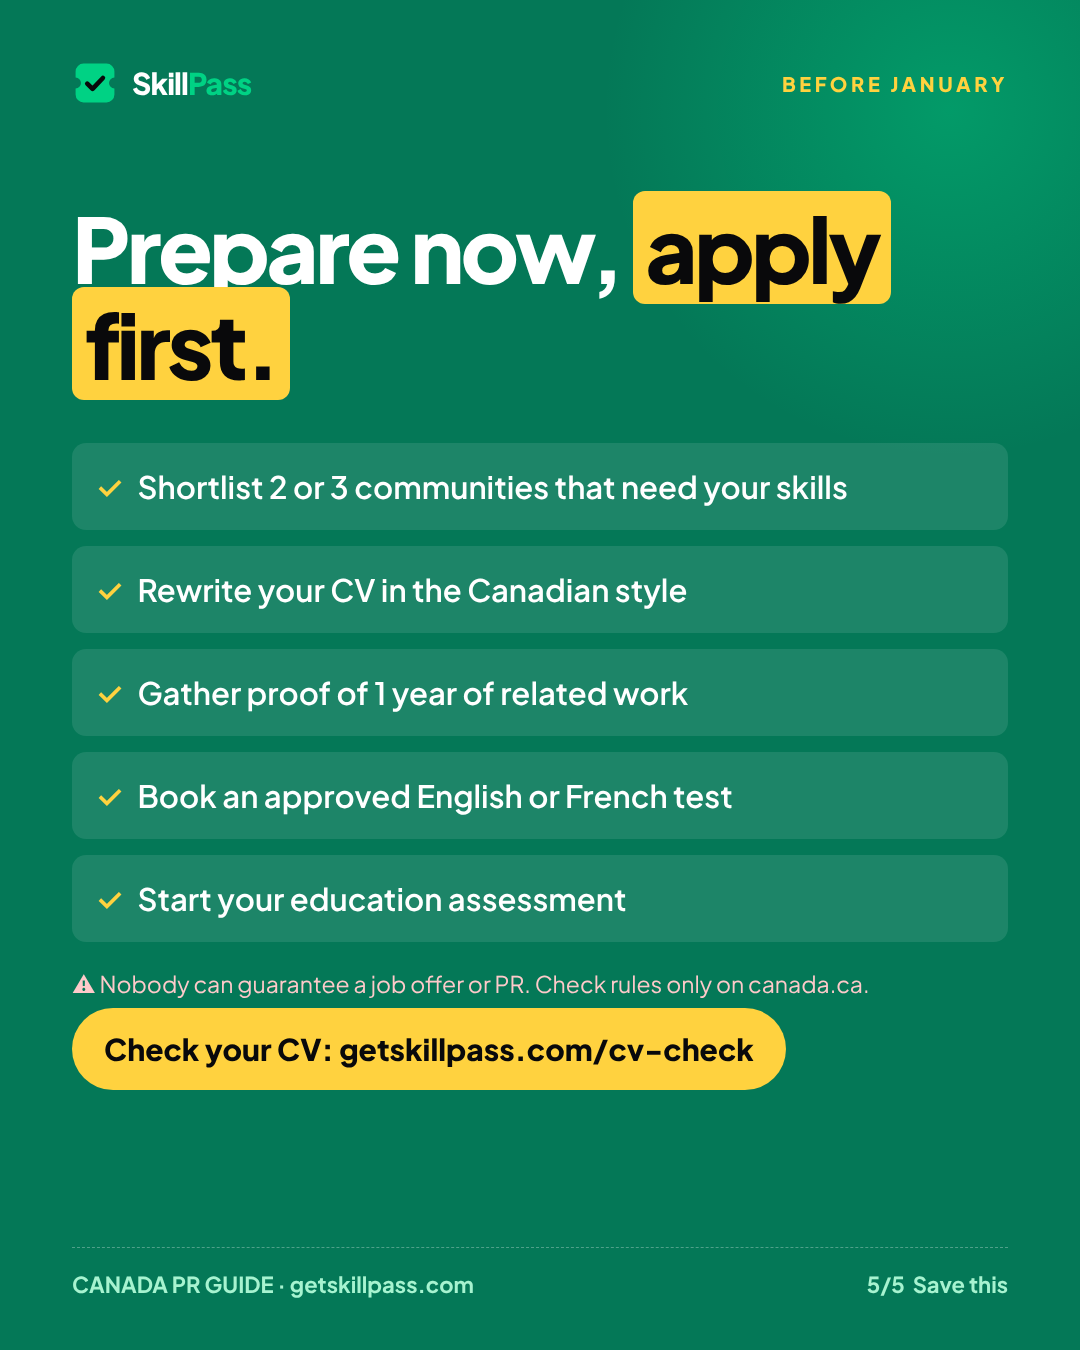 SkillPass
BEFORE JANUARY
Prepare now, apply
first.
Shortlist 2 or 3 communities that need your skills
Rewrite your CV in the Canadian style
Gather proof of 1 year of related work
Book an approved English or French test
Start your education assessment
⚠ Nobody can guarantee a job offer or PR. Check rules only on canada.ca.
Check your CV: getskillpass.com/cv-check
CANADA PR GUIDE · getskillpass.com
5/5 Save this